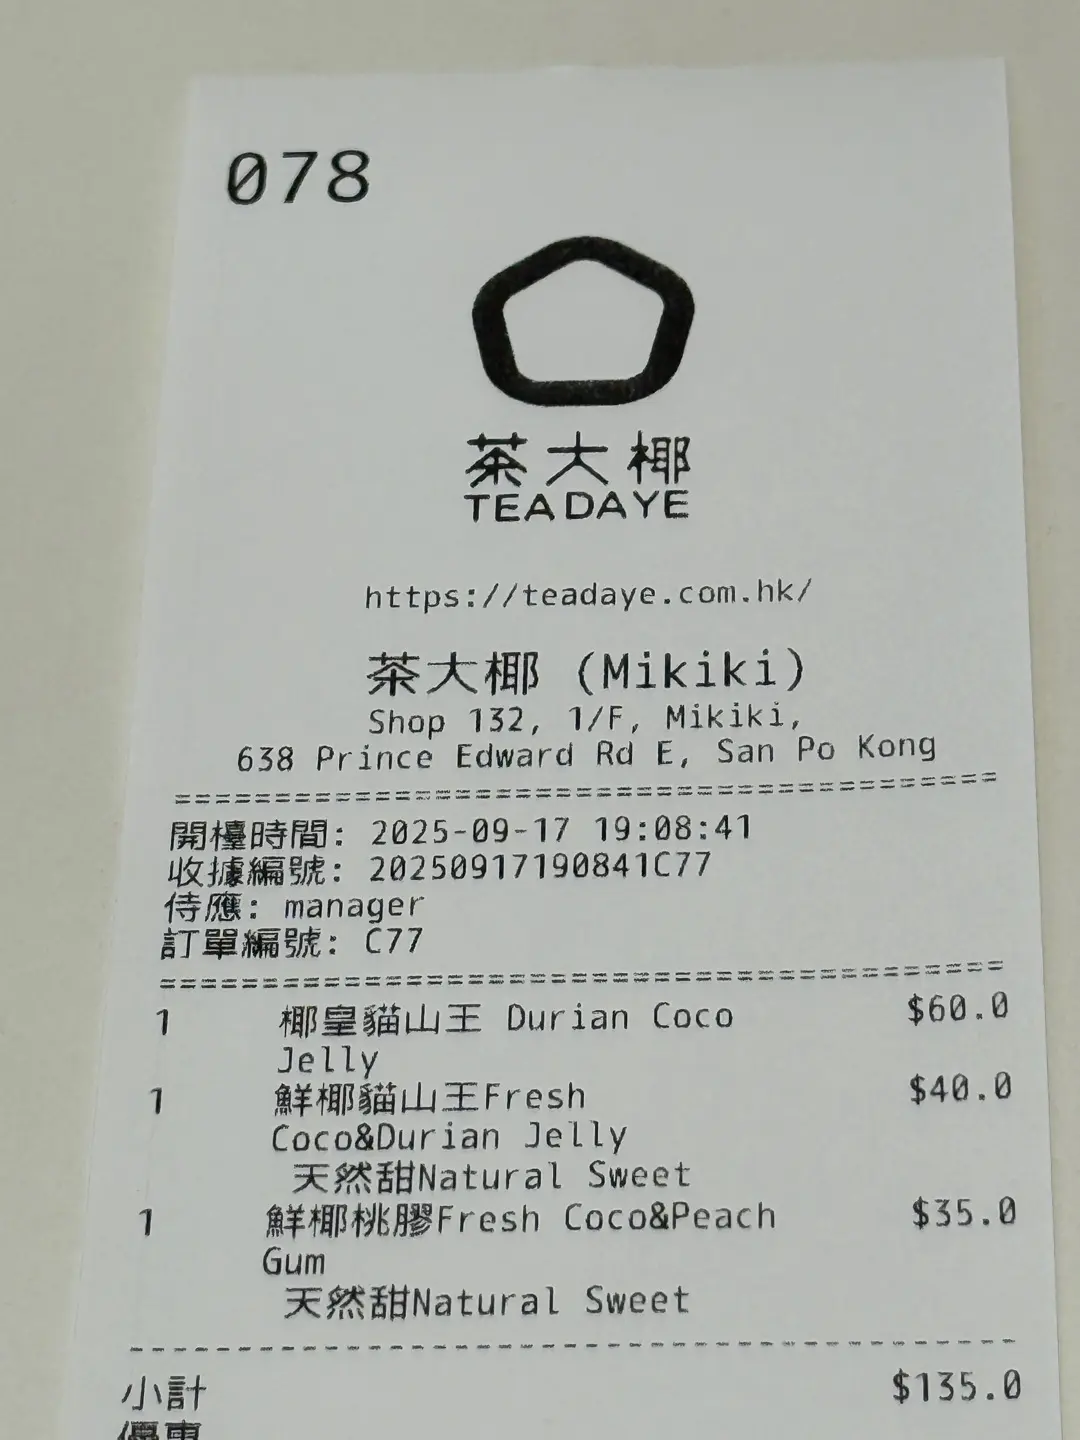 078
茶大椰
TEA DAYE
https://teadaye.com.hk/
茶大椰 (Mikiki)
Shop 132, 1/F, Mikiki,
638 Prince Edward Rd E, San Po Kong
========================================
開檯時間: 2025-09-17 19:08:41
收據編號: 20250917190841C77
侍應: manager
訂單編號: C77
========================================
1 椰皇貓山王 Durian Coco $60.0
Jelly
1 鮮椰貓山王Fresh $40.0
Coco&Durian Jelly
天然甜Natural Sweet
1 鮮椰桃膠Fresh Coco&Peach $35.0
Gum
天然甜Natural Sweet
----------------------------------------
小計 $135.0
優惠